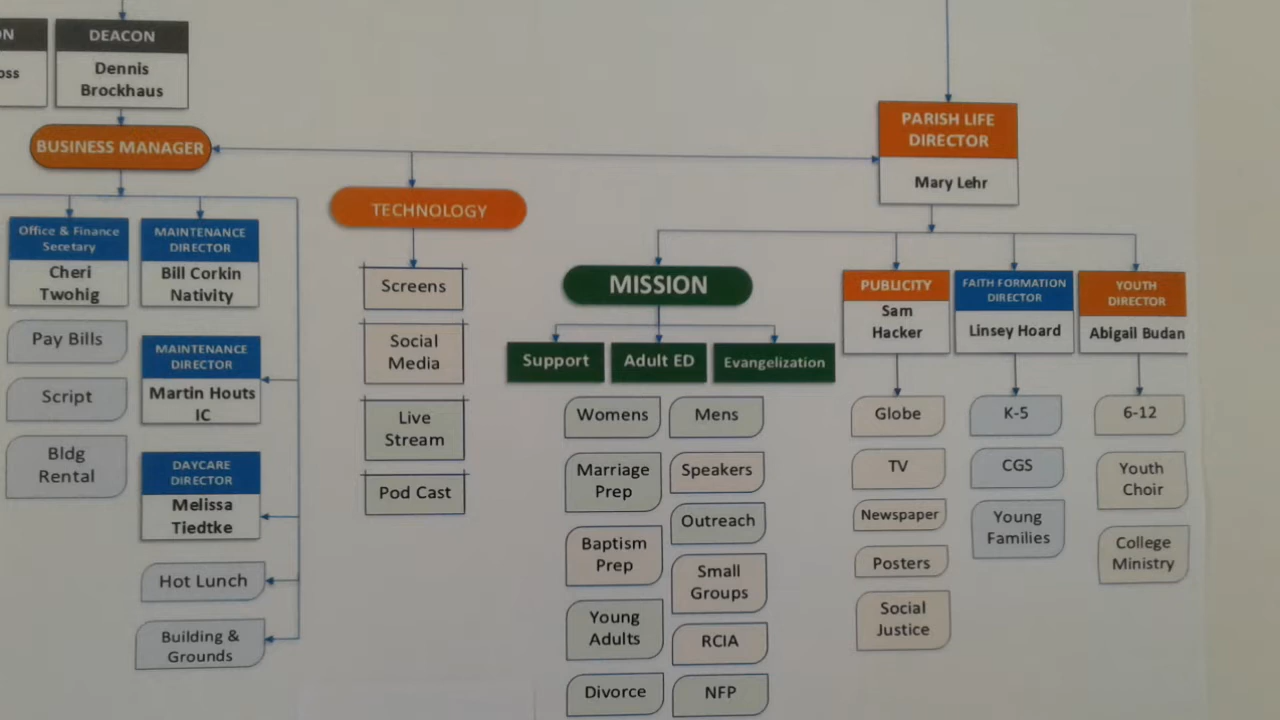 DEACON
Dennis
Brockhaus
BUSINESS MANAGER
PARISH LIFE
DIRECTOR
Mary Lehr
TECHNOLOGY
Office & Finance
Secetary
Cheri
Twohig
MAINTENANCE
DIRECTOR
Bill Corkin
Nativity
Pay Bills
Script
Bldg
Rental
MAINTENANCE
DIRECTOR
Martin Houts
IC
DAYCARE
DIRECTOR
Melissa
Tiedtke
Hot Lunch
Building &
Grounds
Screens
Social
Media
Live
Stream
Pod Cast
MISSION
Support
Adult ED
Evangelization
Womens
Marriage
Prep
Baptism
Prep
Young
Adults
Divorce
Mens
Speakers
Outreach
Small
Groups
RCIA
NFP
PUBLICITY
Sam
Hacker
Globe
TV
Newspaper
Posters
Social
Justice
FAITH FORMATION
DIRECTOR
Linsey Hoard
K-5
CGS
Young
Families
YOUTH
DIRECTOR
Abigail Budan
6-12
Youth
Choir
College
Ministry